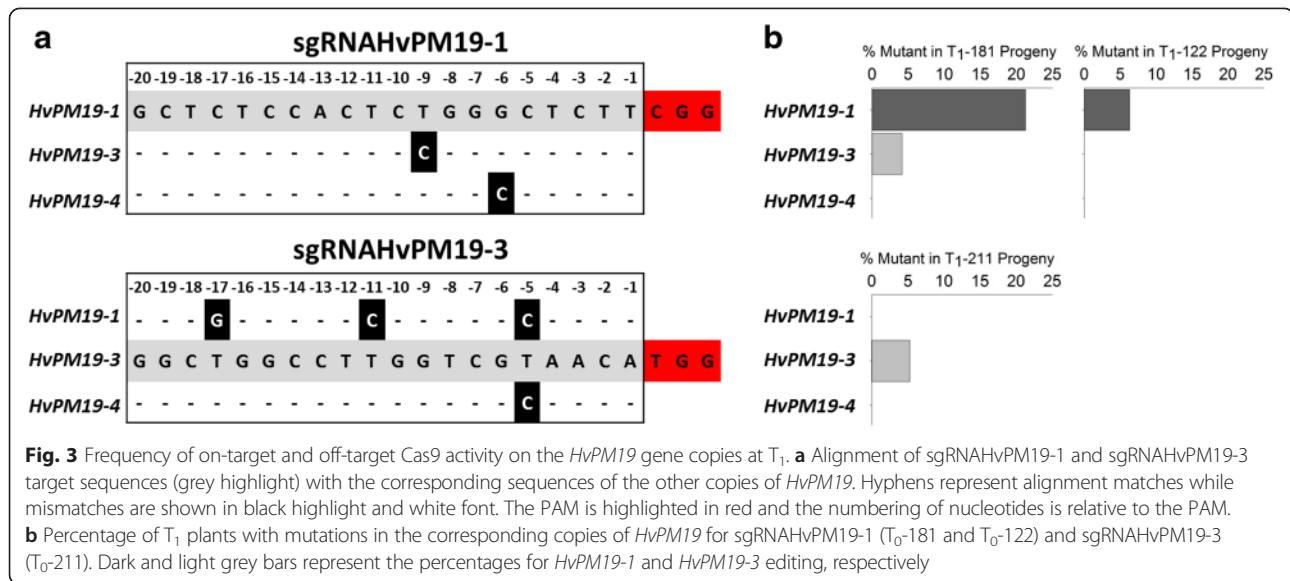 a
sgRNAHvPM19-1
-20 -19 -18 -17 -16 -15 -14 -13 -12 -11 -10 -9 -8 -7 -6 -5 -4 -3 -2 -1
HvPM19-1 G C T C T C C A C T C T G G G C T C T T C G G
HvPM19-3 - - - - - - - - - - - C - - - - - - - -
HvPM19-4 - - - - - - - - - - - - - - C - - - - -
sgRNAHvPM19-3
-20 -19 -18 -17 -16 -15 -14 -13 -12 -11 -10 -9 -8 -7 -6 -5 -4 -3 -2 -1
HvPM19-1 - - - G - - - - - C - - - - - C - - - -
HvPM19-3 G G C T G G C C T T G G T C G T A A C A T G G
HvPM19-4 - - - - - - - - - - - - - - - C - - - -
b
% Mutant in T1-181 Progeny % Mutant in T1-122 Progeny
0 5 10 15 20 25 0 5 10 15 20 25
HvPM19-1
HvPM19-3
HvPM19-4
% Mutant in T1-211 Progeny
0 5 10 15 20 25
HvPM19-1
HvPM19-3
HvPM19-4
Fig. 3 Frequency of on-target and off-target Cas9 activity on the HvPM19 gene copies at T1. a Alignment of sgRNAHvPM19-1 and sgRNAHvPM19-3
target sequences (grey highlight) with the corresponding sequences of the other copies of HvPM19. Hyphens represent alignment matches while
mismatches are shown in black highlight and white font. The PAM is highlighted in red and the numbering of nucleotides is relative to the PAM.
b Percentage of T1 plants with mutations in the corresponding copies of HvPM19 for sgRNAHvPM19-1 (T0-181 and T0-122) and sgRNAHvPM19-3
(T0-211). Dark and light grey bars represent the percentages for HvPM19-1 and HvPM19-3 editing, respectively